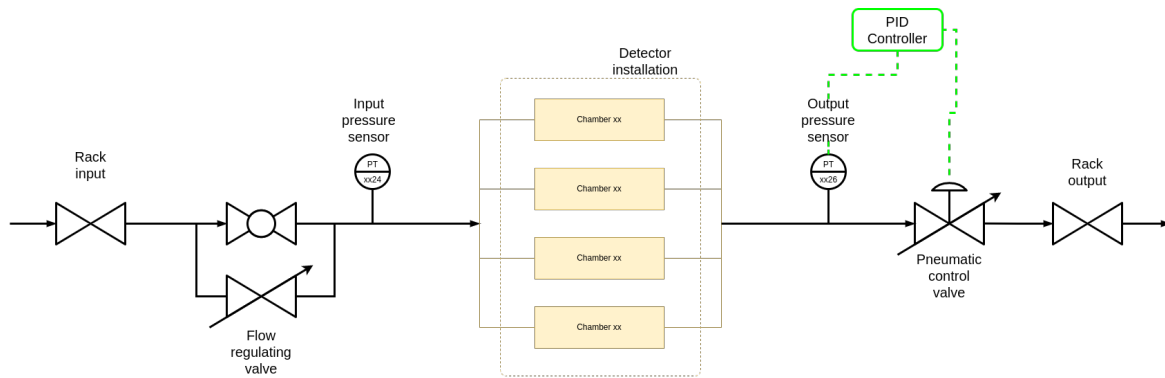 PID
Controller
Detector
installation
Input
pressure
sensor
Output
pressure
sensor
Chamber xx
Rack
input
PT
xx24
PT
xx26
Rack
output
Chamber xx
Chamber xx
Pneumatic
control
valve
Chamber xx
Flow
regulating
valve